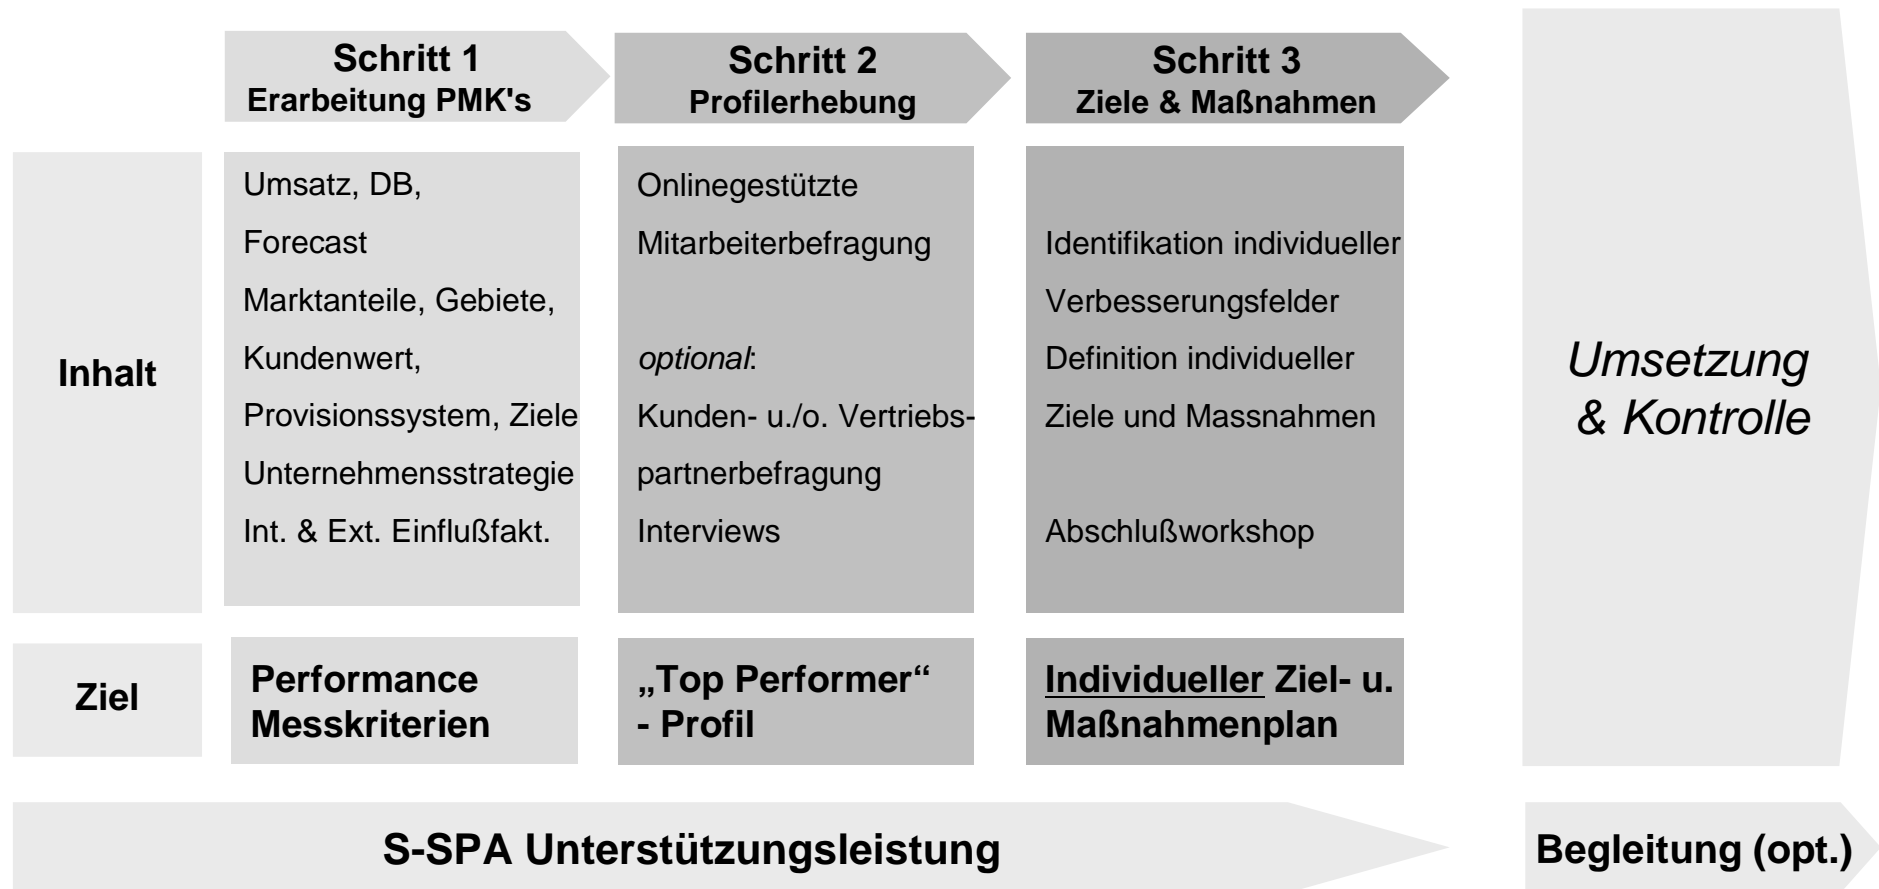 Schritt 1
Erarbeitung PMK's
Schritt 2
Profilerhebung
Schritt 3
Ziele & Maßnahmen
Inhalt
Umsatz, DB,
Forecast
Marktanteile, Gebiete,
Kundenwert,
Provisionssystem, Ziele
Unternehmensstrategie
Int. & Ext. Einflußfakt.
Onlinegestützte
Mitarbeiterbefragung
optional:
Kunden- u./o. Vertriebs-
partnerbefragung
Interviews
Identifikation individueller
Verbesserungsfelder
Definition individueller
Ziele und Massnahmen
Abschlußworkshop
Umsetzung
& Kontrolle
Ziel
Performance
Messkriterien
„Top Performer“
- Profil
Individueller Ziel- u.
Maßnahmenplan
S-SPA Unterstützungsleistung
Begleitung (opt.)